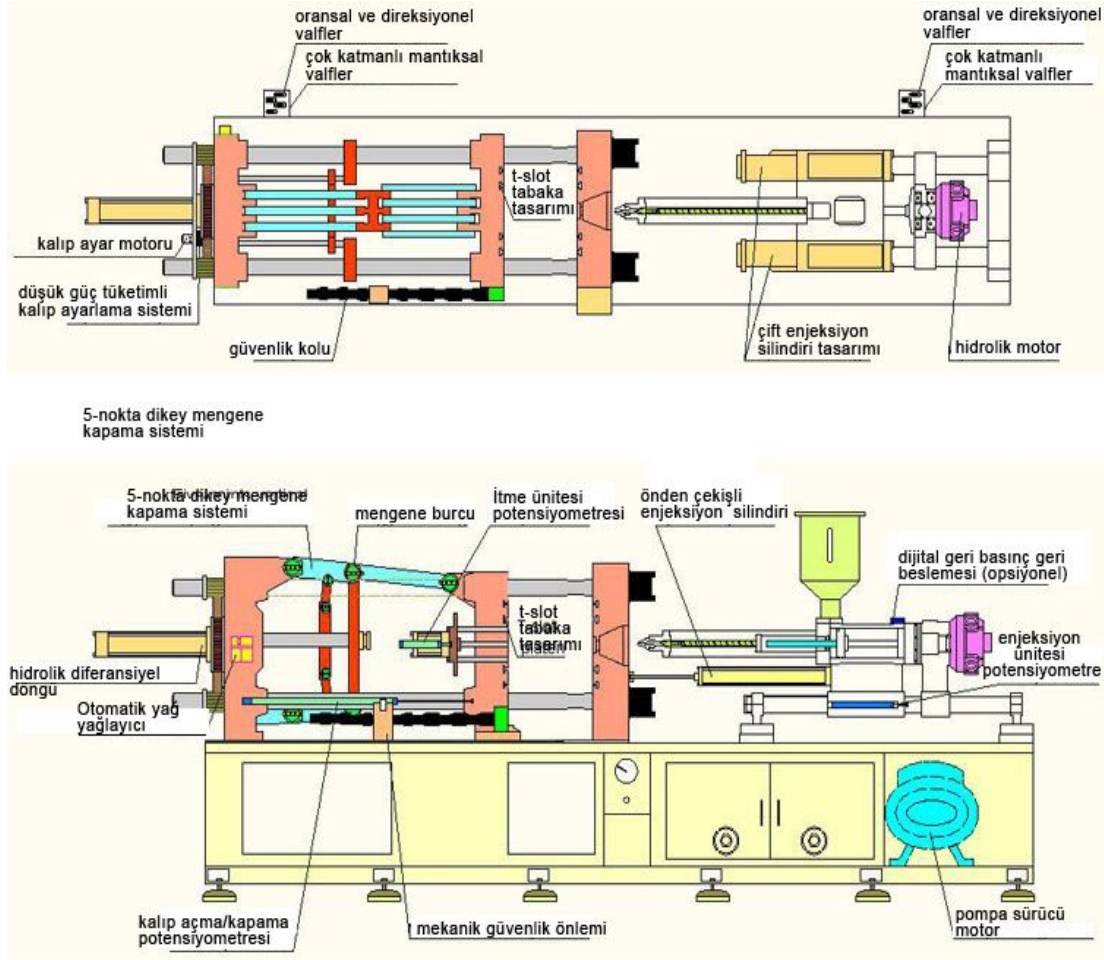 oransal ve direksiyonel
valfler
çok katmanlı mantıksal
valfler
oransal ve direksiyonel
valfler
çok katmanlı
mantıksal valfler
t-slot
tabaka
tasarımı
kalıp ayar motoru
düşük güç tüketimli
kalıp ayarlama sistemi
güvenlik kolu
çift enjeksiyon
silindiri tasarımı
hidrolik motor
5-nokta dikey mengene
kapama sistemi
5-nokta dikey mengene
kapama sistemi
mengene burcu
İtme ünitesi
potensiyometresi
önden çekişli
enjeksiyon silindiri
dijital geri basınç geri
beslemesi (opsiyonel)
t-slot
tabaka
tasarımı
enjeksiyon
ünitesi
potensiyometre
hidrolik diferansiyel
döngü
Otomatik yağ
yağlayıcı
kalıp açma/kapama
potensiyometresi
mekanik güvenlik önlemi
pompa sürücü
motor